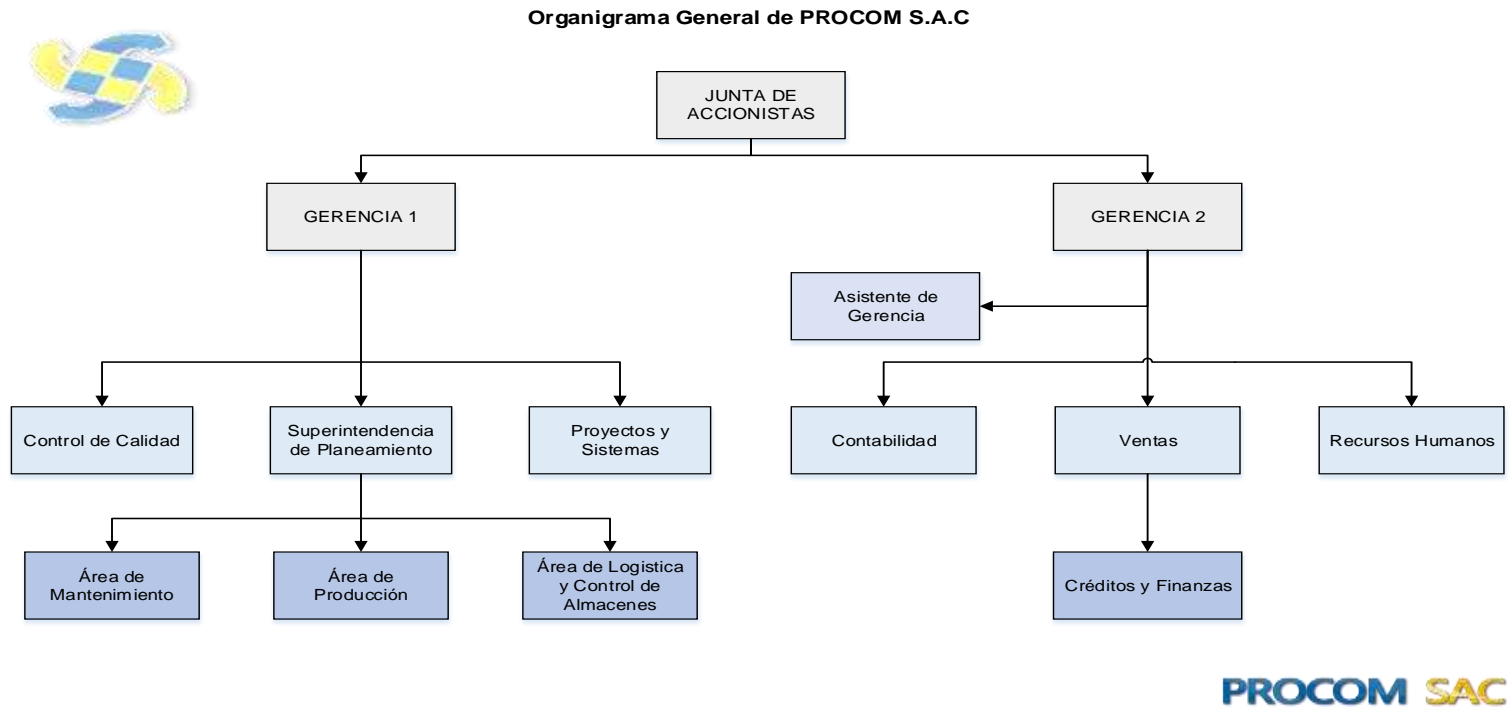 Organigrama General de PROCOM S.A.C
JUNTA DE
ACCIONISTAS
GERENCIA 1
GERENCIA 2
Asistente de
Gerencia
Control de Calidad
Superintendencia
de Planeamiento
Proyectos y
Sistemas
Contabilidad
Ventas
Recursos Humanos
Área de
Mantenimiento
Área de
Producción
Área de Logistica
y Control de
Almacenes
Créditos y Finanzas
PROCOM SAC